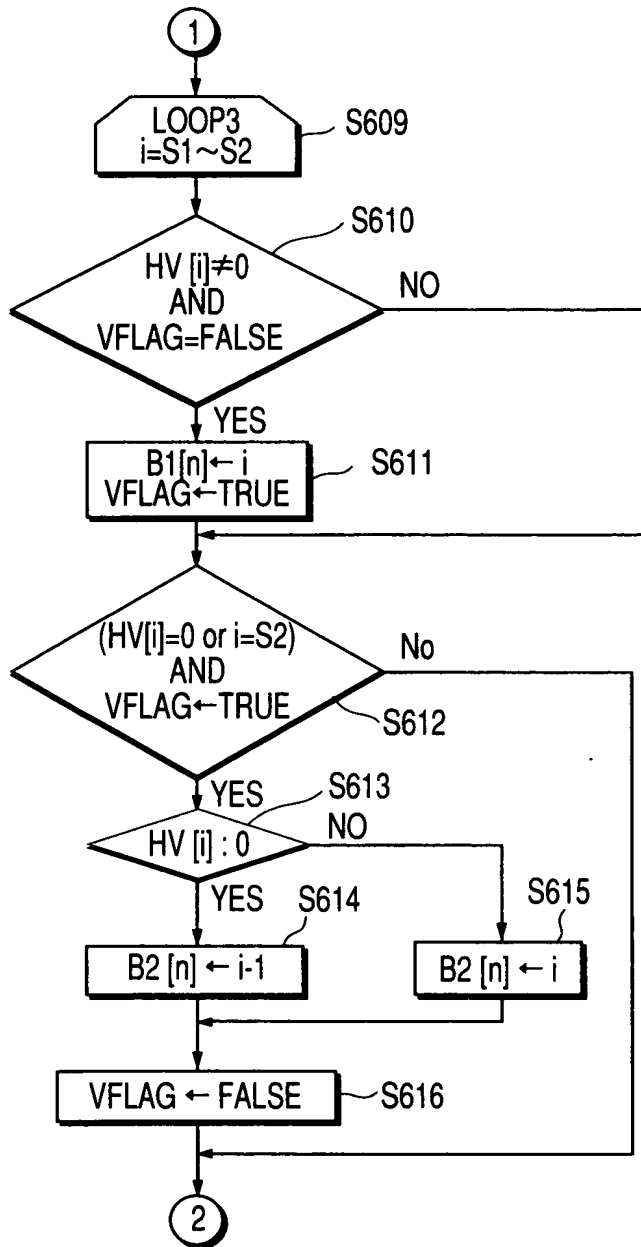 1
LOOP3
i=S1~S2
S609
S610
HV [i]≠0
AND
VFLAG=FALSE
NO
YES
B1[n]←i
VFLAG←TRUE
S611
(HV[i]=0 or i=S2)
AND
VFLAG←TRUE
No
S612
YES
S613
HV [i] : 0
NO
YES
S614
S615
B2 [n] ← i-1
B2 [n] ← i
VFLAG ← FALSE
S616
2